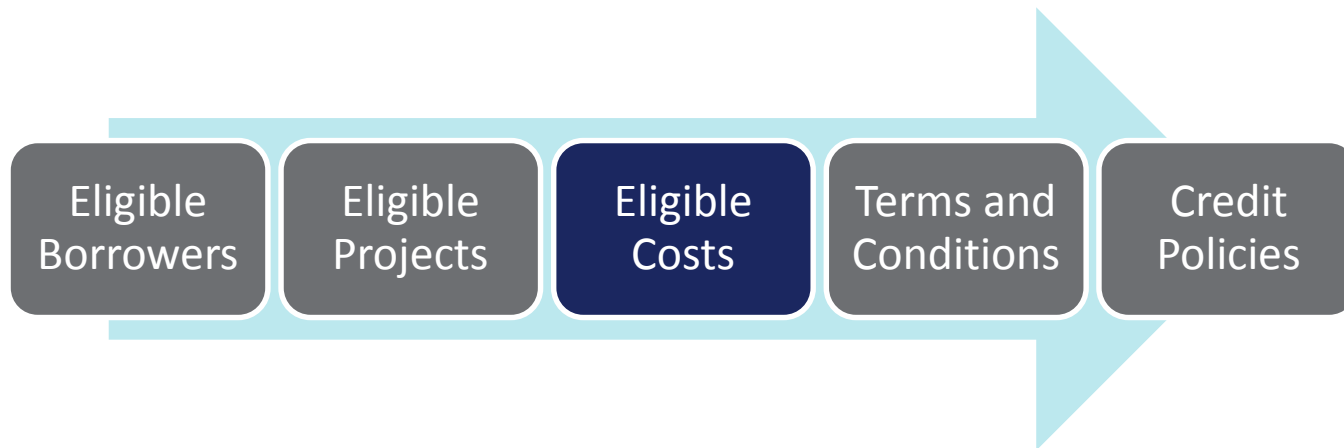 Eligible
Borrowers
Eligible
Projects
Eligible
Costs
Terms and
Conditions
Credit
Policies